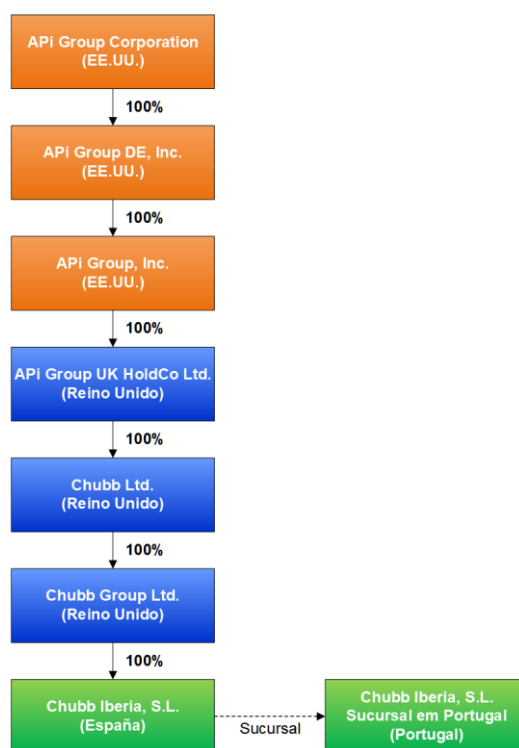 APi Group Corporation
(EE.UU.)
100%
APi Group DE, Inc.
(EE.UU.)
100%
APi Group, Inc.
(EE.UU.)
100%
APi Group UK HoldCo Ltd.
(Reino Unido)
100%
Chubb Ltd.
(Reino Unido)
100%
Chubb Group Ltd.
(Reino Unido)
100%
Chubb Iberia, S.L.
(España)
Sucursal
Chubb Iberia, S.L.
Sucursal em Portugal
(Portugal)